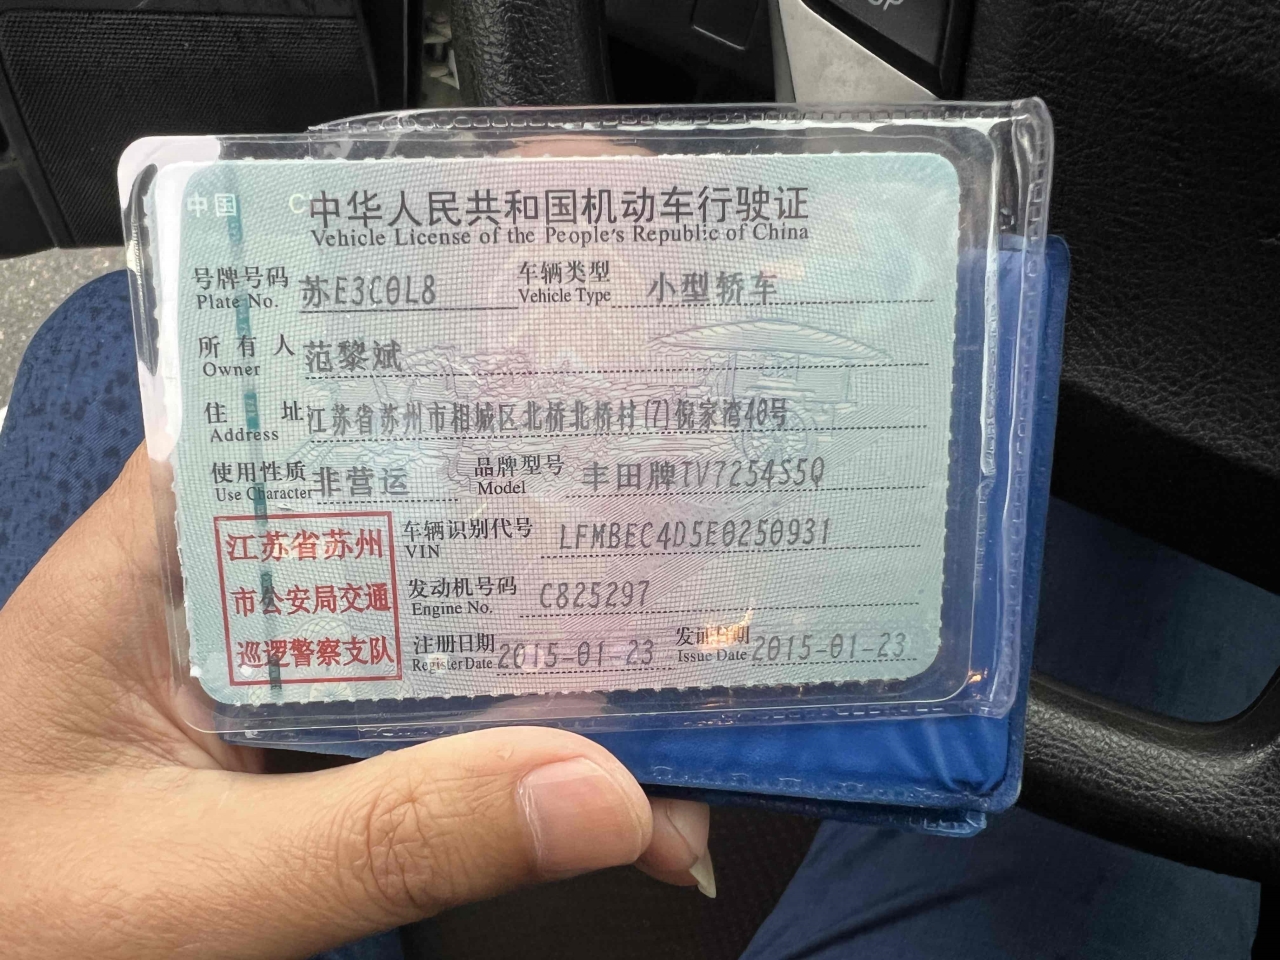 中国 C
中华人民共和国机动车行驶证
Vehicle License of the People's Republic of China
号牌号码 苏E3C0L8 车辆类型 小型轿车
Plate No. Vehicle Type
所有人 范黎斌
Owner
住址 江苏省苏州市相城区北桥北桥村(7)倪家湾40号
Address
使用性质 非营运 品牌型号 丰田牌TV7254S5Q
Use Character Model
江苏省苏州
市公安局交通
巡逻警察支队
车辆识别代号 LFMBEC4D5E0250931
VIN
发动机号码 C825297
Engine No.
注册日期 2015-01-23 发证日期 2015-01-23
Register Date Issue Date